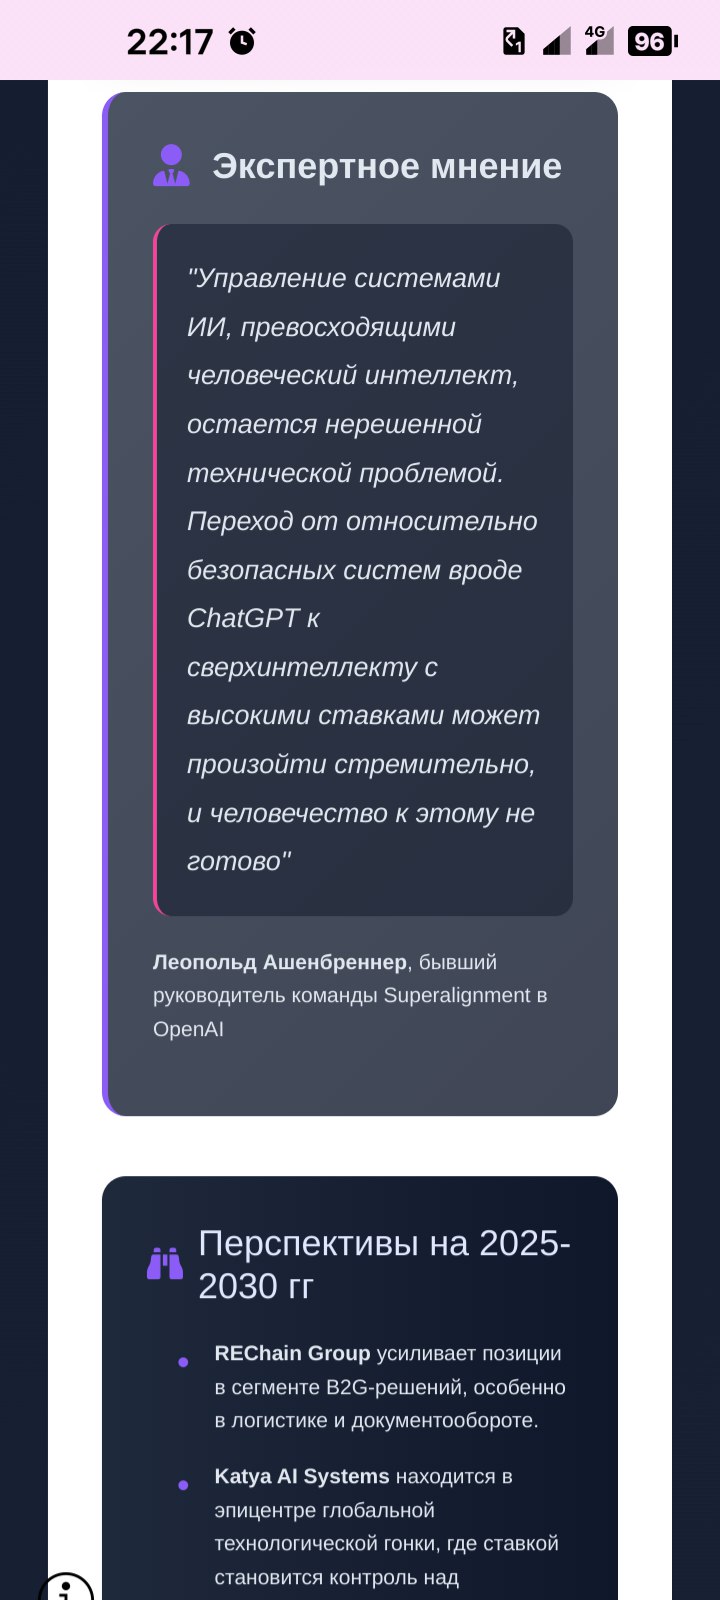 22:17
1
4G
96
Экспертное мнение
"Управление системами
ИИ, превосходящими
человеческий интеллект,
остается нерешенной
технической проблемой.
Переход от относительно
безопасных систем вроде
ChatGPT к
сверхинтеллекту с
высокими ставками может
произойти стремительно,
и человечество к этому не
готово"
Леопольд Ашенбреннер, бывший
руководитель команды Superalignment в
OpenAI
Перспективы на 2025-
2030 гг
REChain Group усиливает позиции
в сегменте B2G-решений, особенно
в логистике и документообороте.
Katya AI Systems находится в
эпицентре глобальной
технологической гонки, где ставкой
становится контроль над